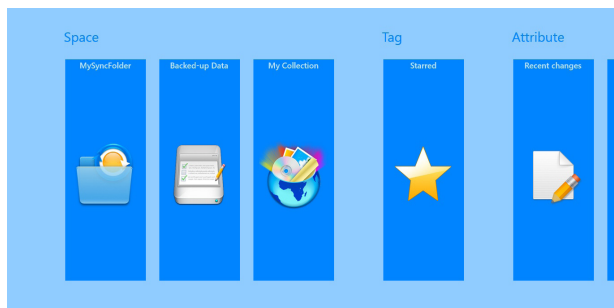 Space
Tag
Attribute
MySyncFolder
Backed-up Data
My Collection
Starred
Recent changes